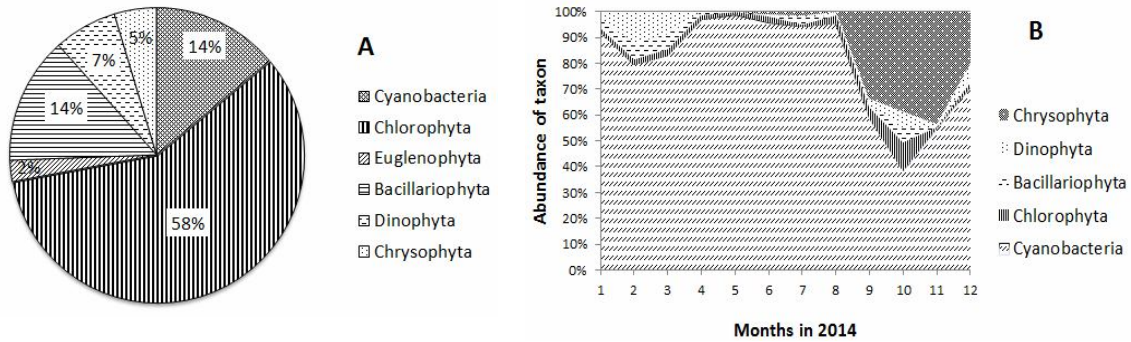 5%
14%
7%
14%
2%
58%
A
Cyanobacteria
Chlorophyta
Euglenophyta
Bacillariophyta
Dinophyta
Chrysophyta
B
Abundance of taxon
100%
90%
80%
70%
60%
50%
40%
30%
20%
10%
0%
1 2 3 4 5 6 7 8 9 10 11 12
Months in 2014
Chrysophyta
Dinophyta
Bacillariophyta
Chlorophyta
Cyanobacteria